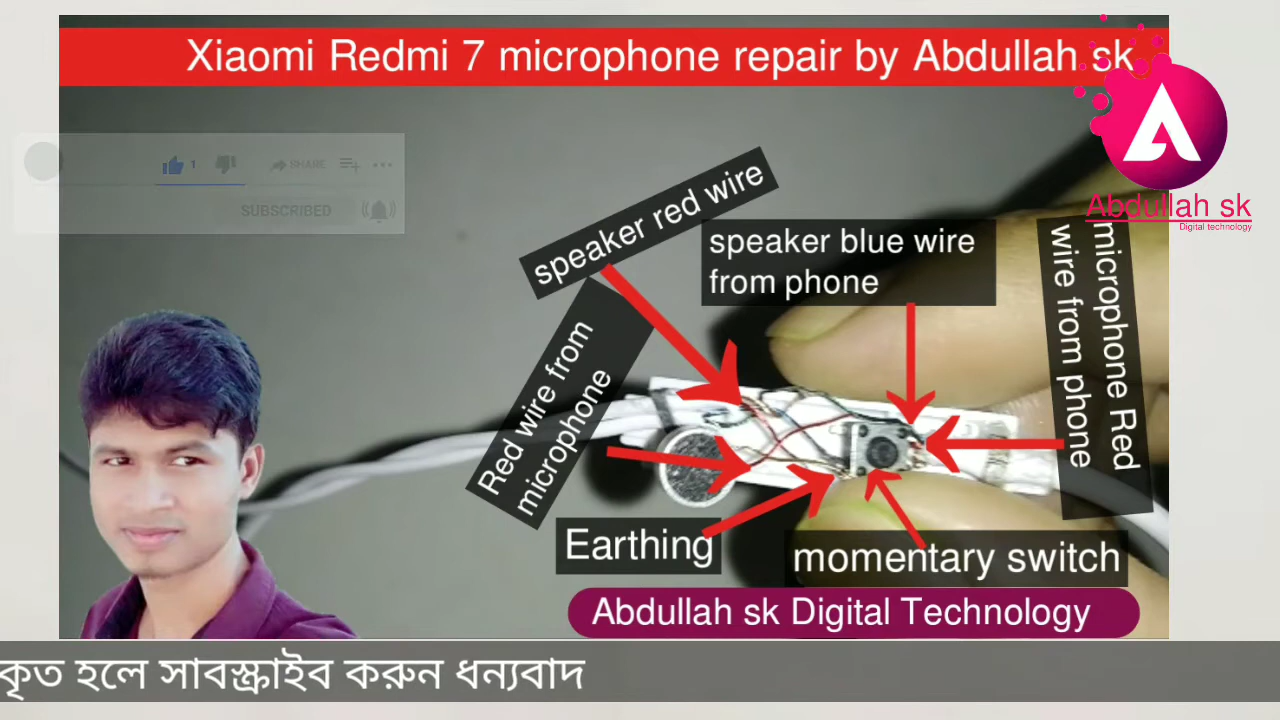 Xiaomi Redmi 7 microphone repair by Abdullah sk
Abdullah sk
Digital technology
1
SHARE
SUBSCRIBED
speaker red wire
speaker blue wire
from phone
microphone Red
wire from phone
Red wire from
microphone
Earthing
momentary switch
Abdullah sk Digital Technology
কৃত হলে সাবস্ক্রাইব করুন ধন্যবাদ